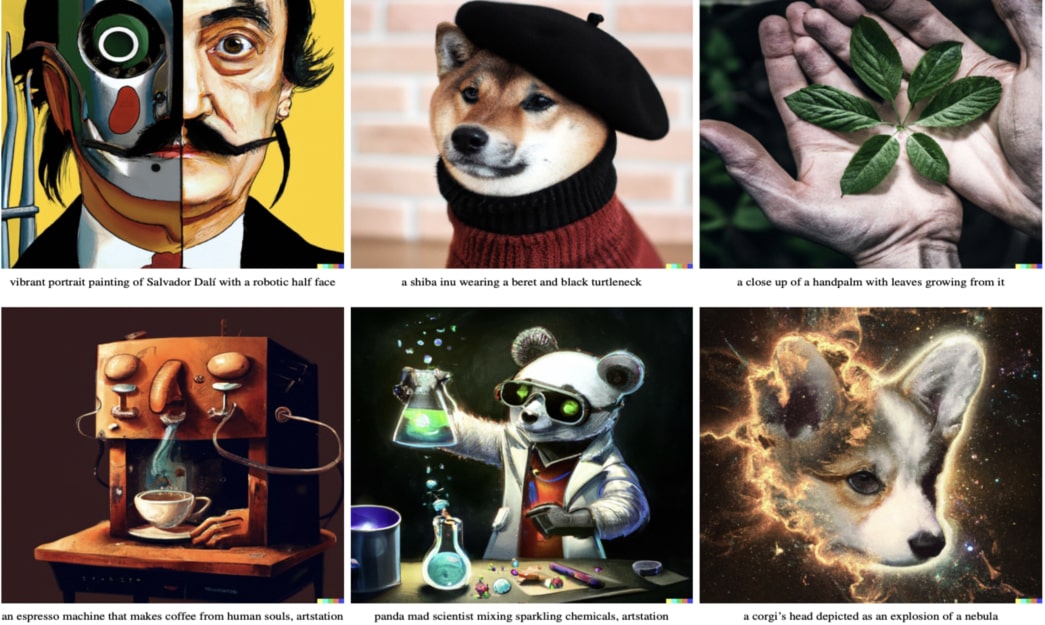 vibrant portrait painting of Salvador Dalí with a robotic half face
a shiba inu wearing a beret and black turtleneck
a close up of a handpalm with leaves growing from it
an espresso machine that makes coffee from human souls, artstation
panda mad scientist mixing sparkling chemicals, artstation
a corgi's head depicted as an explosion of a nebula